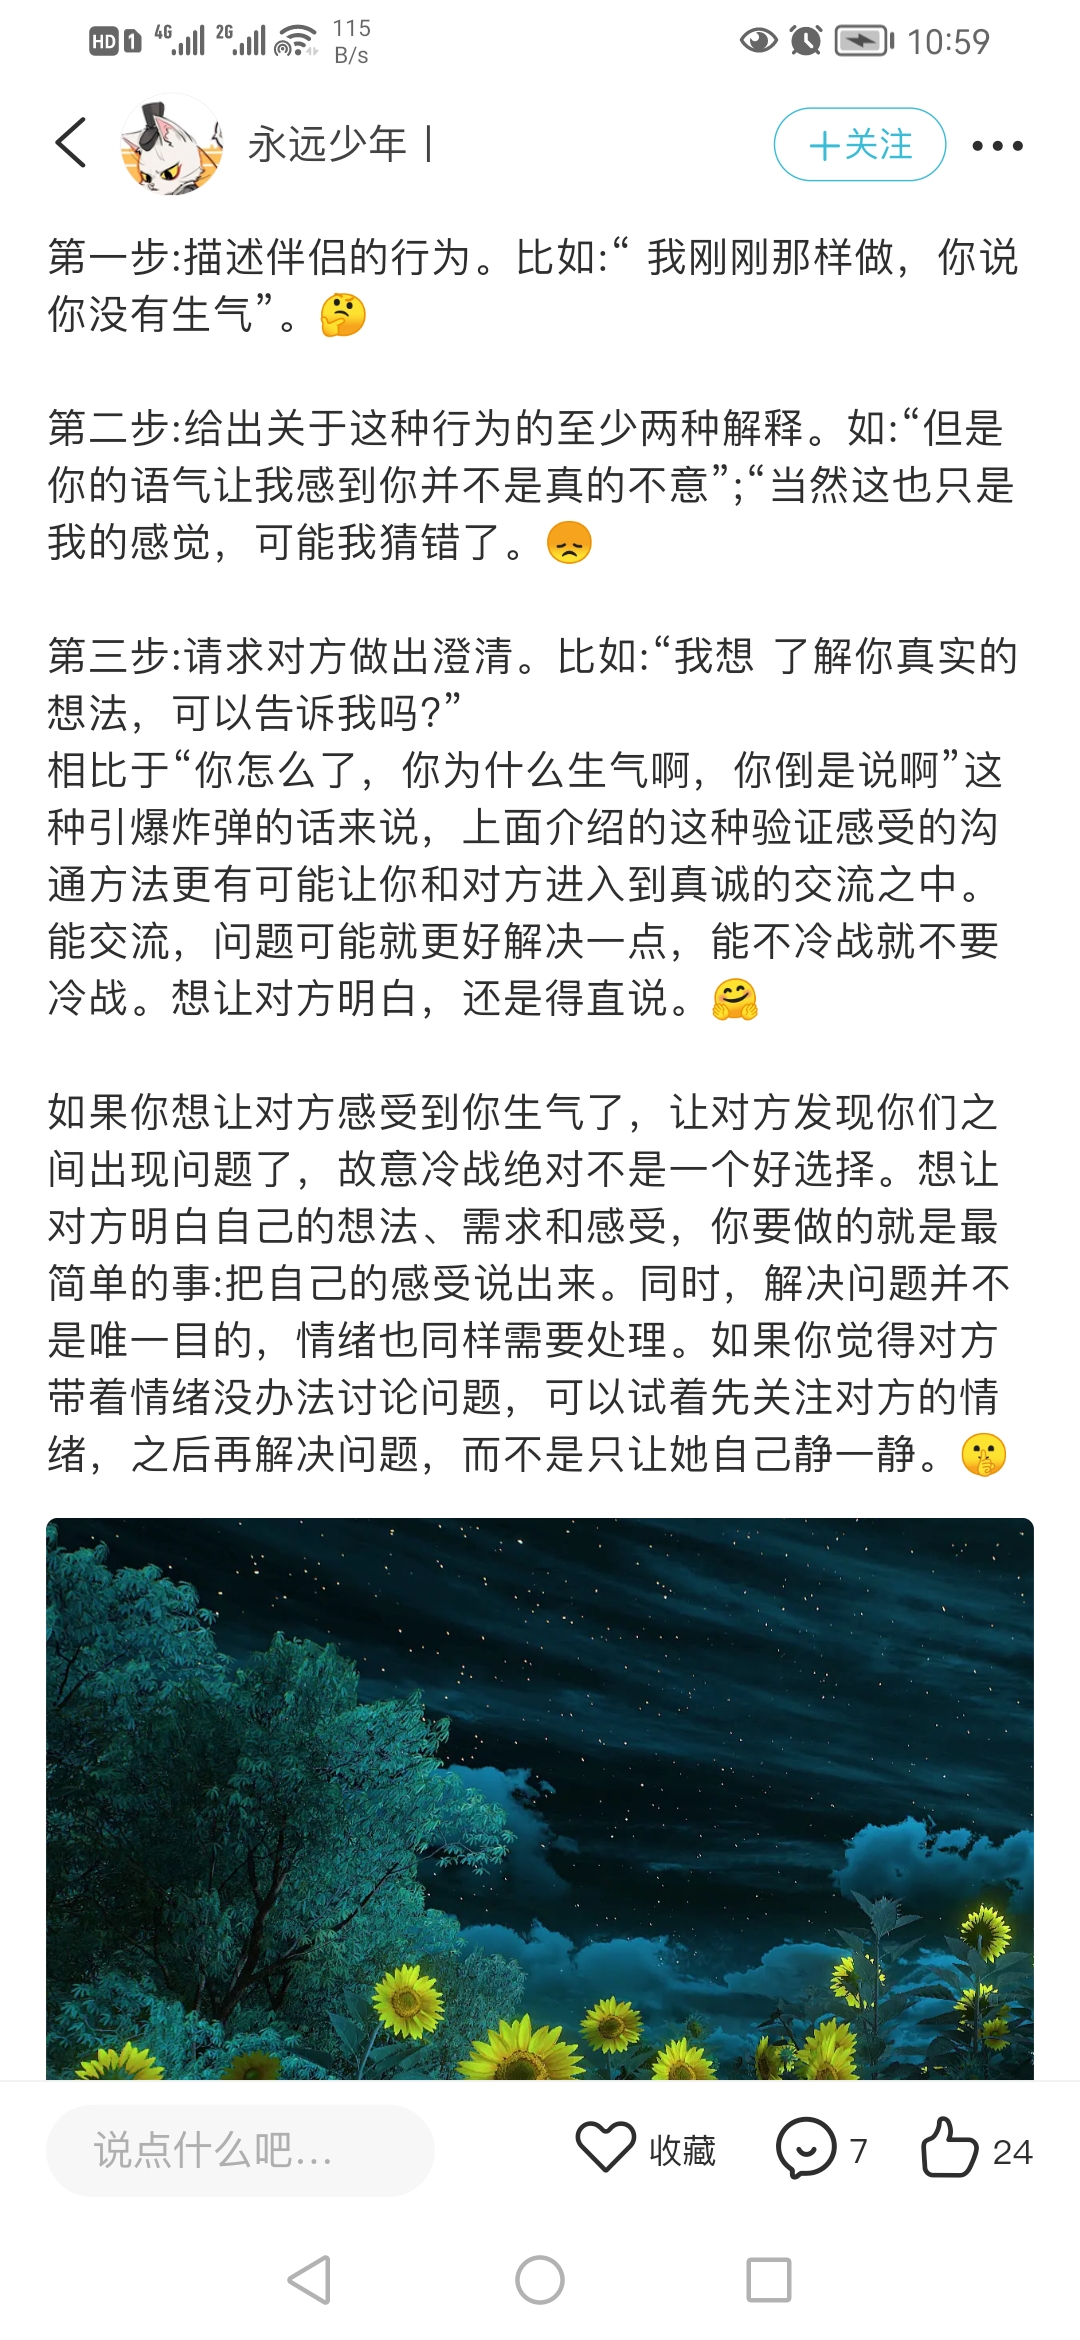 HD 1 4G 2G 115 B/s 10:59
永远少年丨
+关注
第一步:描述伴侣的行为。比如:“ 我刚刚那样做，你说
你没有生气”。🤔
第二步:给出关于这种行为的至少两种解释。如:“但是
你的语气让我感到你并不是真的不意”;“当然这也只是
我的感觉，可能我猜错了。😞
第三步:请求对方做出澄清。比如:“我想 了解你真实的
想法，可以告诉我吗?”
相比于“你怎么了，你为什么生气啊，你倒是说啊”这
种引爆炸弹的话来说，上面介绍的这种验证感受的沟
通方法更有可能让你和对方进入到真诚的交流之中。
能交流，问题可能就更好解决一点，能不冷战就不要
冷战。想让对方明白，还是得直说。🤗
如果你想让对方感受到你生气了，让对方发现你们之
间出现问题了，故意冷战绝对不是一个好选择。想让
对方明白自己的想法、需求和感受，你要做的就是最
简单的事:把自己的感受说出来。同时，解决问题并不
是唯一目的，情绪也同样需要处理。如果你觉得对方
带着情绪没办法讨论问题，可以试着先关注对方的情
绪，之后再解决问题，而不是只让她自己静一静。🤫
说点什么吧...
收藏
7
24